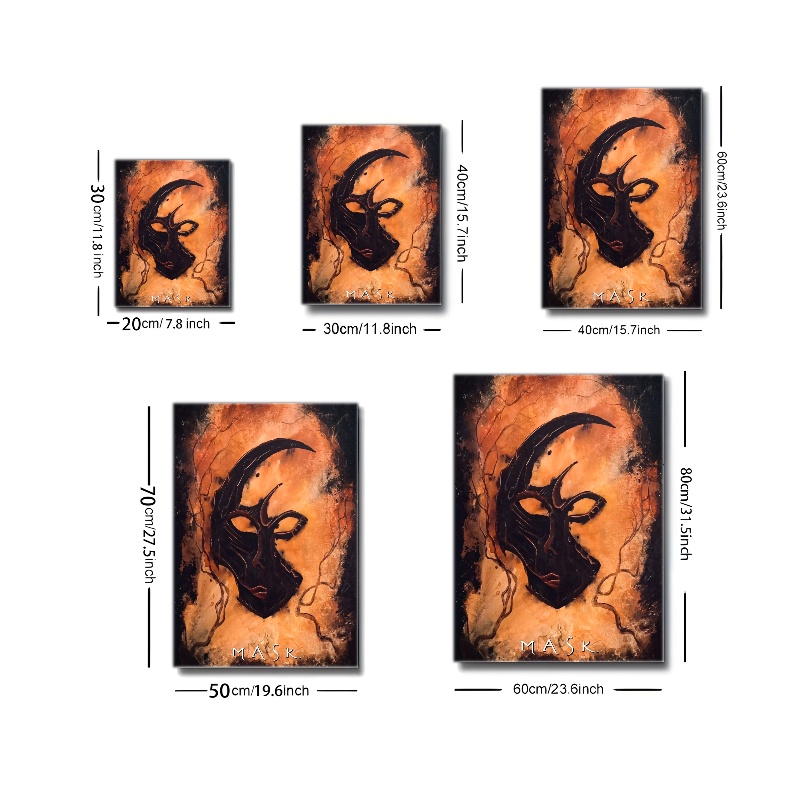 30cm/11.8 inch
MASK
20cm/ 7.8 inch
40cm/15.7inch
MASK
30cm/11.8inch
60cm/23.6inch
MASK
40cm/15.7inch
70cm/27.5inch
MASK
50cm/19.6inch
80cm/31.5inch
MASK
60cm/23.6inch